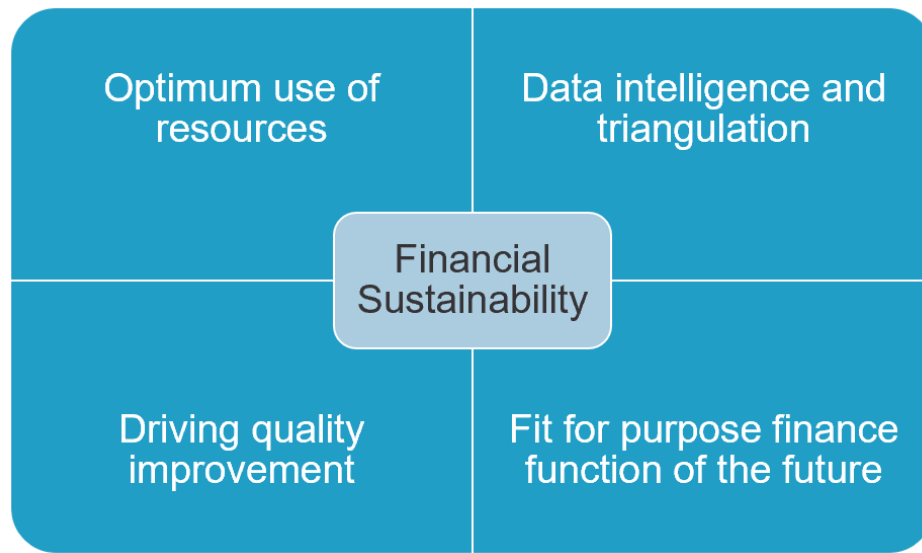 Optimum use of
resources
Data intelligence and
triangulation
Financial
Sustainability
Driving quality
improvement
Fit for purpose finance
function of the future